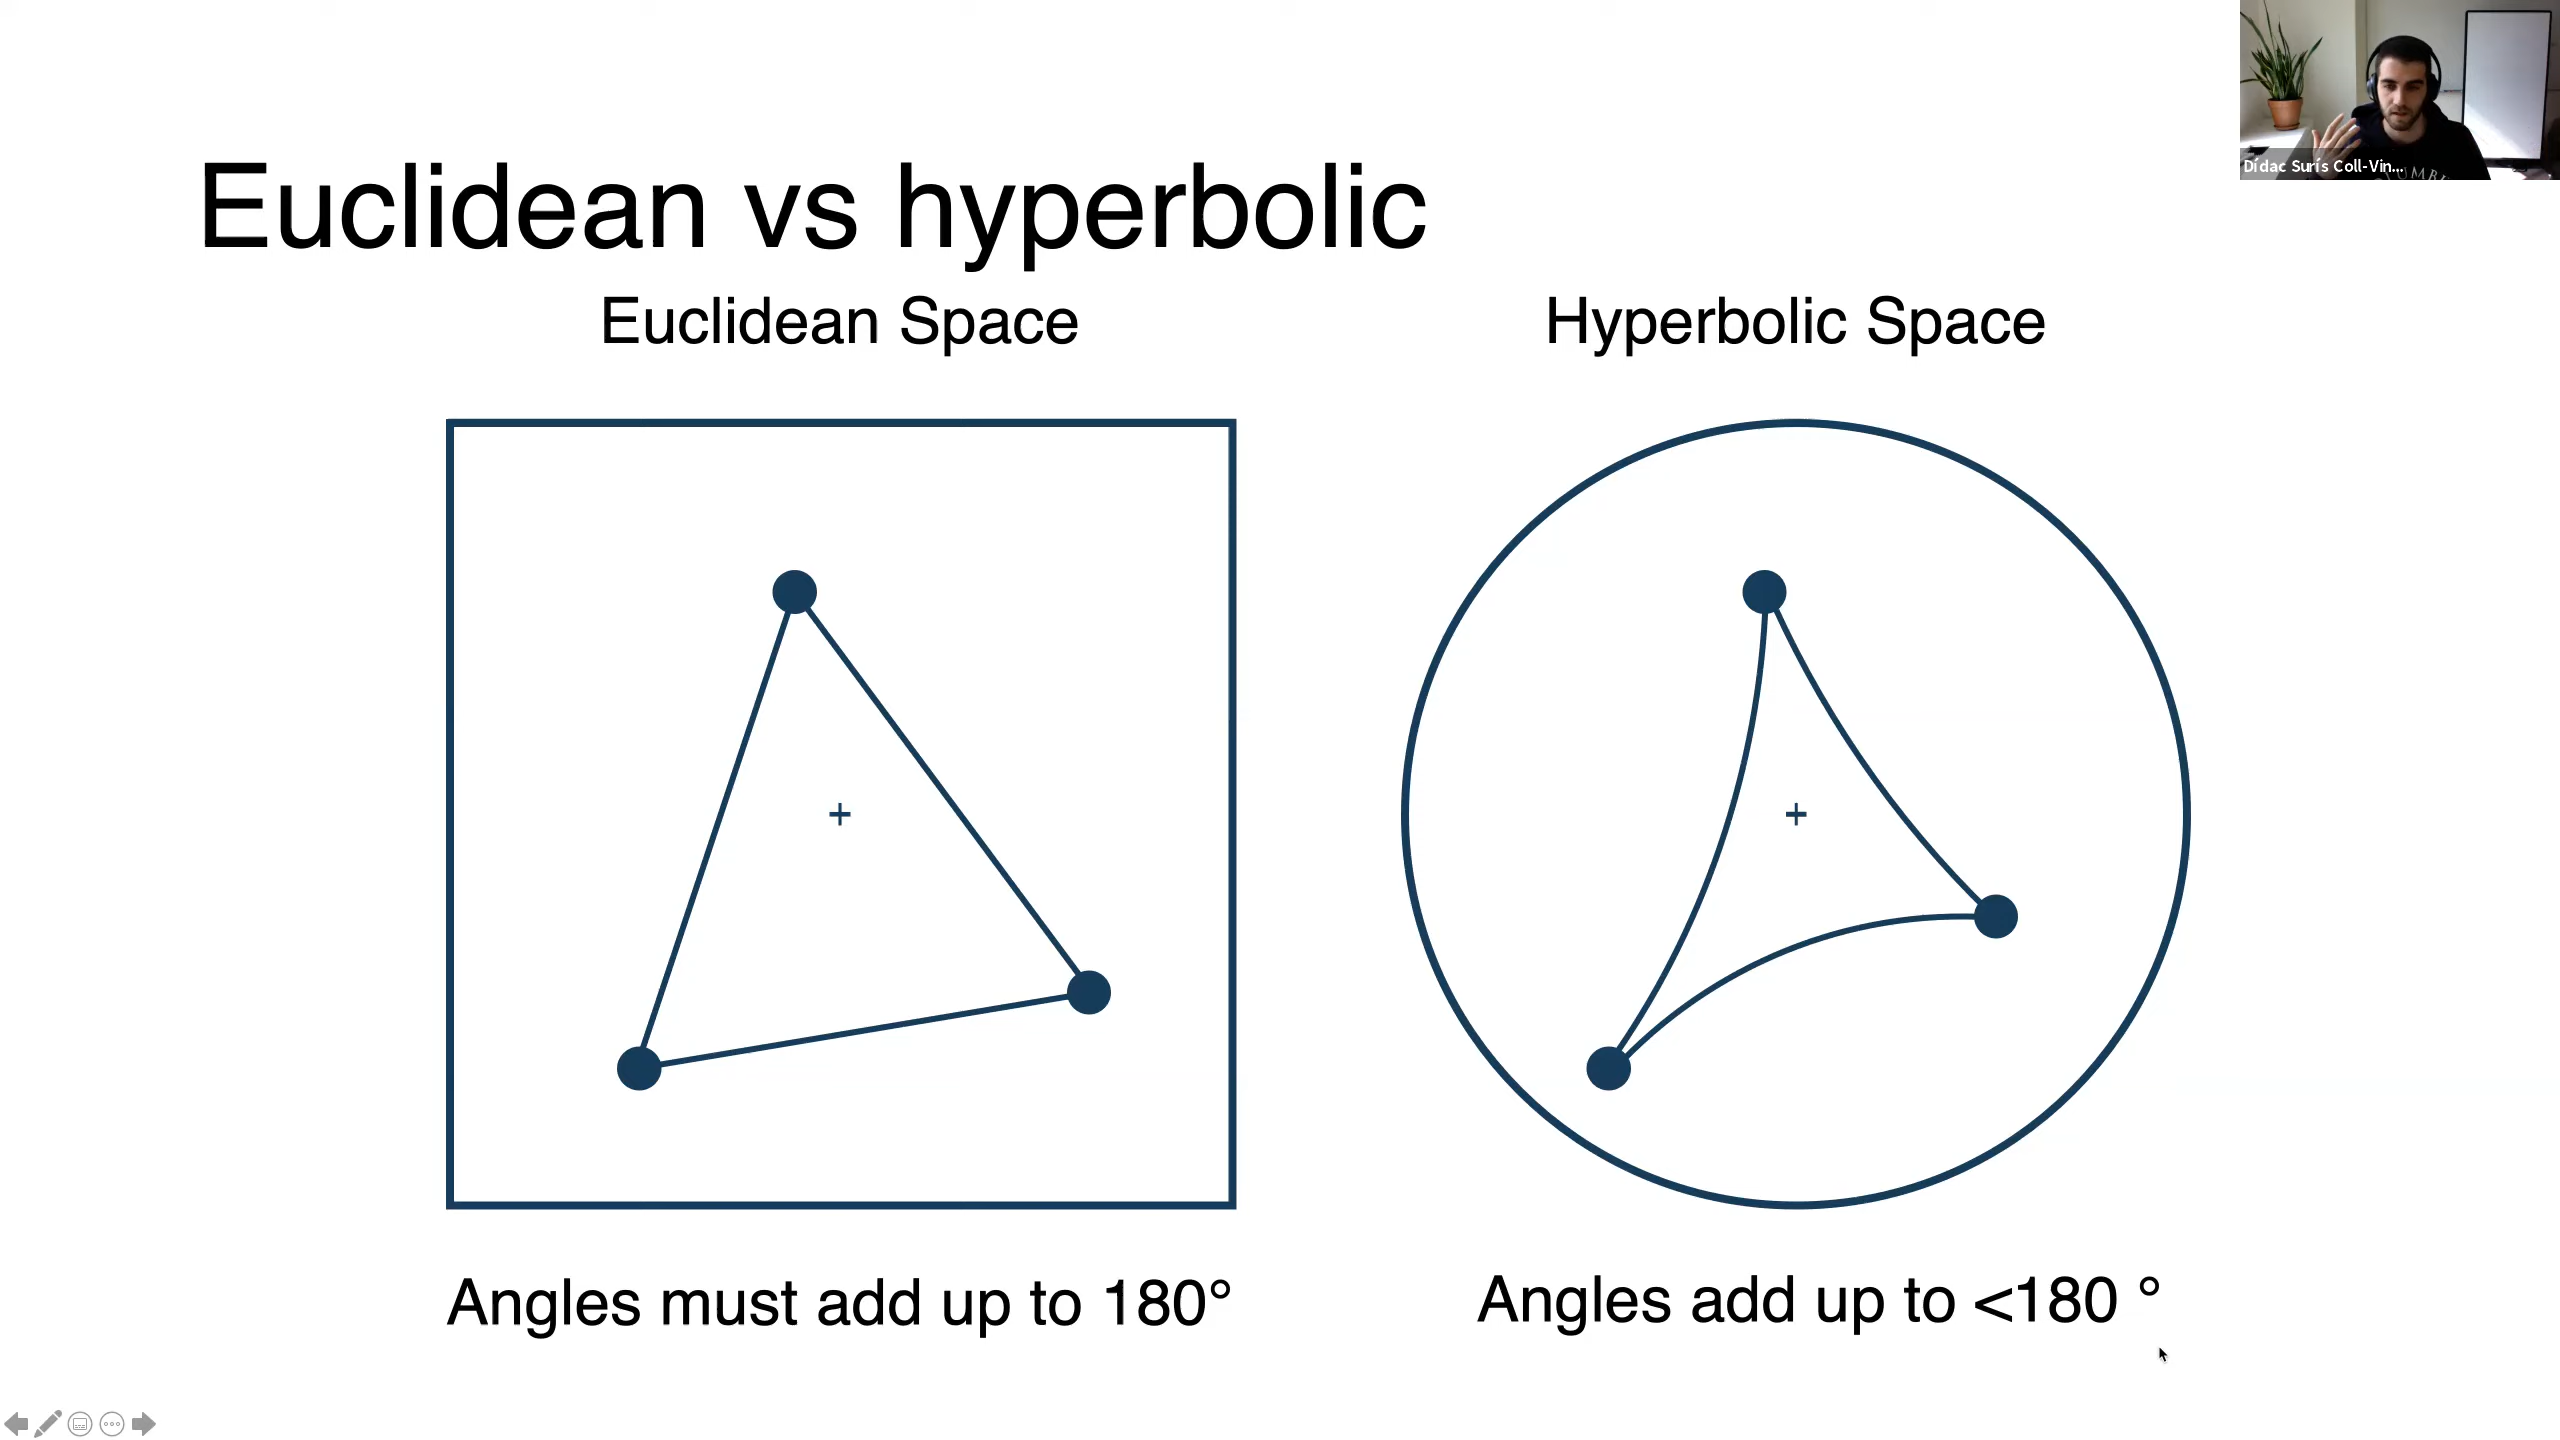 Euclidean vs hyperbolic
Euclidean Space
Hyperbolic Space
+
+
Angles must add up to 180°
Angles add up to <180 °
Dídac Surís Coll-Vin...
UMBI